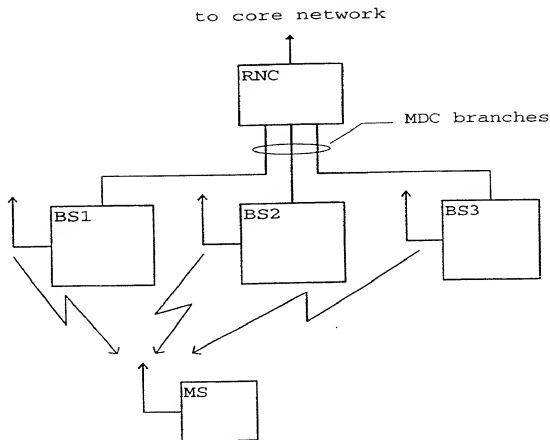 to core network
RNC
MDC branches
BS1
BS2
BS3
MS